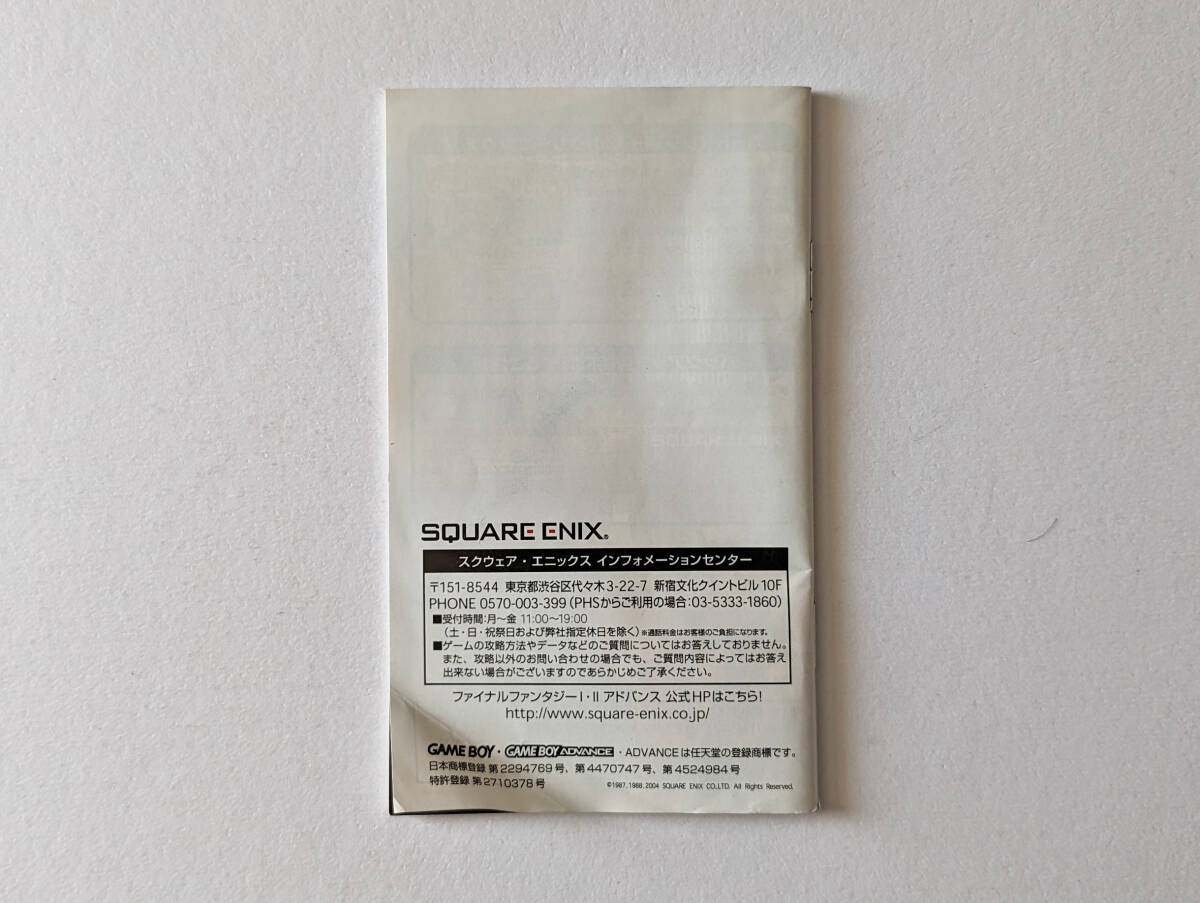 SQUARE ENIX®
スクウェア・エニックス インフォメーションセンター
〒151-8544 東京都渋谷区代々木3-22-7 新宿文化クイントビル10F
PHONE 0570-003-399(PHSからご利用の場合:03-5333-1860)
■受付時間:月〜金 11:00〜19:00
(土・日・祝祭日および弊社指定休日を除く)※通話料金はお客様のご負担になります。
■ゲームの攻略方法やデータなどのご質問についてはお答えしておりません。
また、攻略以外のお問い合わせの場合でも、ご質問内容によってはお答え
出来ない場合がございますのであらかじめご了承ください。
ファイナルファンタジーI・II アドバンス 公式HPはこちら!
http://www.square-enix.co.jp/
GAME BOY・GAME BOY ADVANCE・ADVANCEは任天堂の登録商標です。
日本商標登録 第2294769号、第4470747号、第4524984号
特許登録 第2710378号
©1987,1988,2004 SQUARE ENIX CO.,LTD. All Rights Reserved.